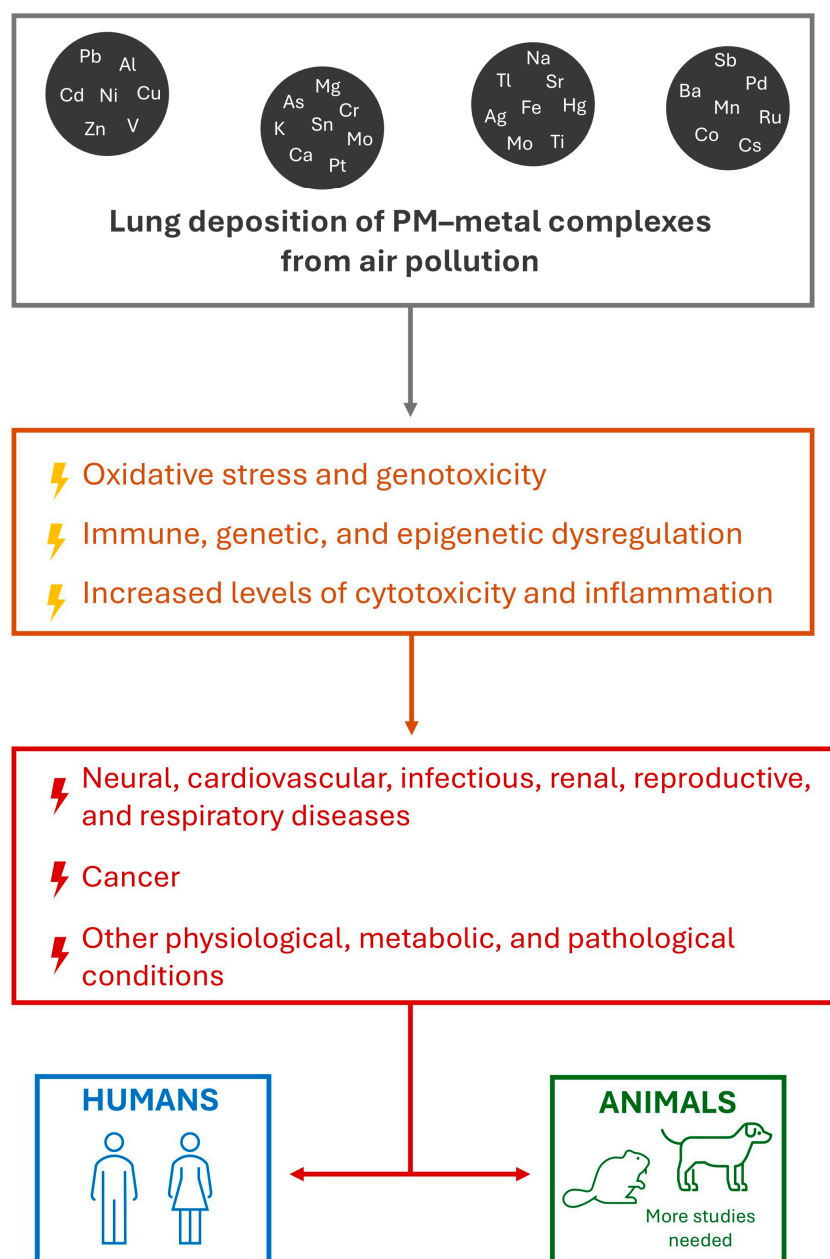 Pb Al
Cd Ni Cu
Zn V
Mg
As Cr
K Sn Mo
Ca Pt
Na
Tl Sr
Ag Fe Hg
Mo Ti
Sb
Ba Pd
Mn Ru
Co Cs
Lung deposition of PM–metal complexes
from air pollution
Oxidative stress and genotoxicity
Immune, genetic, and epigenetic dysregulation
Increased levels of cytotoxicity and inflammation
Neural, cardiovascular, infectious, renal, reproductive,
and respiratory diseases
Cancer
Other physiological, metabolic, and pathological
conditions
HUMANS
ANIMALS
More studies
needed